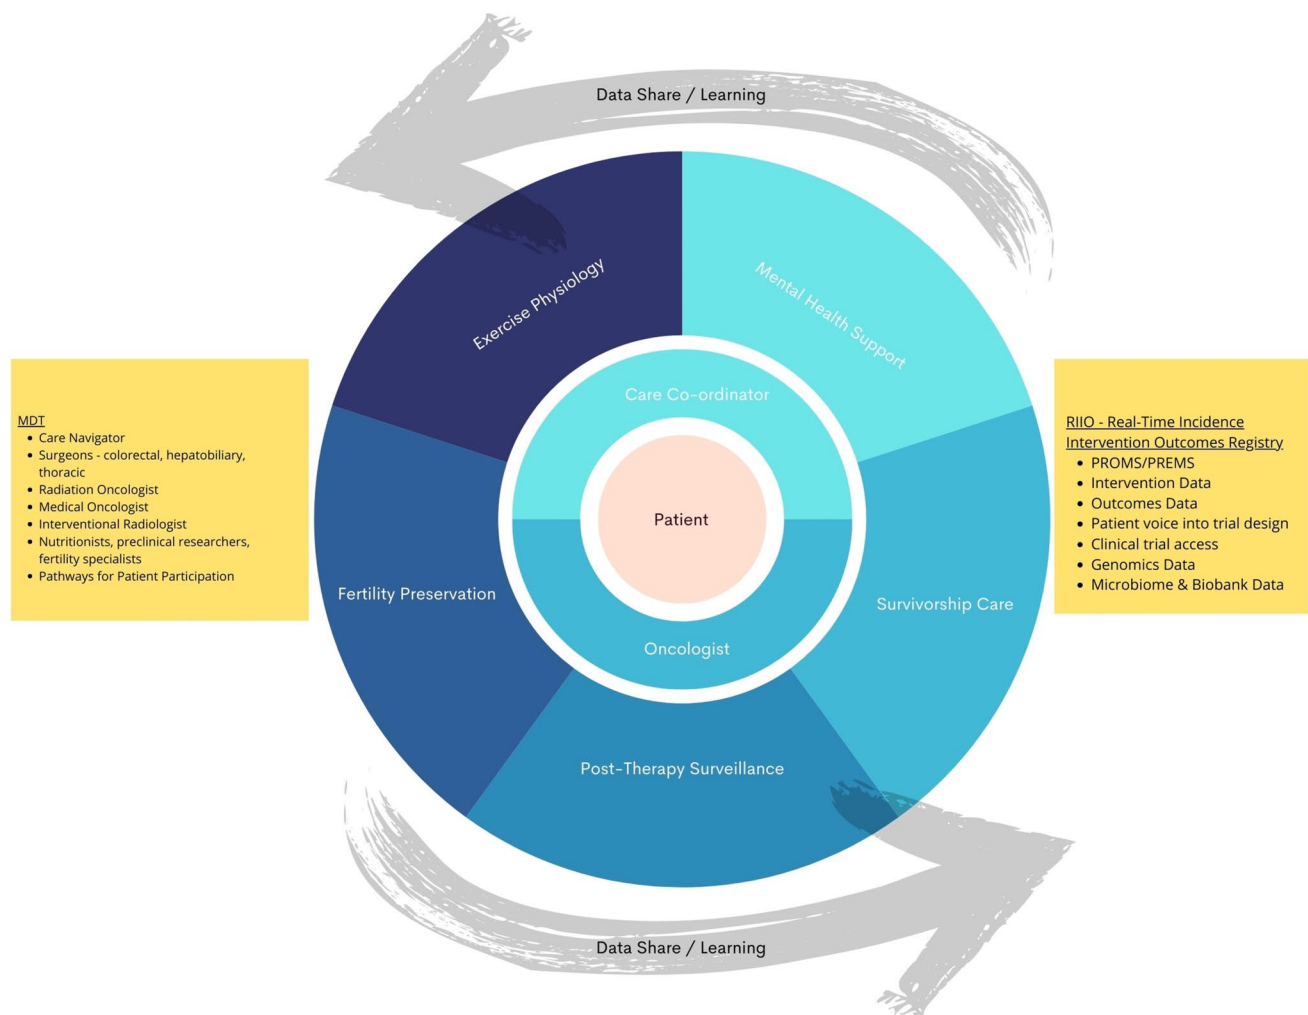 Data Share / Learning
Exercise Physiology
Mental Health Support
Care Co-ordinator
Patient
Oncologist
Fertility Preservation
Survivorship Care
Post-Therapy Surveillance
Data Share / Learning
MDT
• Care Navigator
• Surgeons - colorectal, hepatobiliary,
thoracic
• Radiation Oncologist
• Medical Oncologist
• Interventional Radiologist
• Nutritionists, preclinical researchers,
fertility specialists
• Pathways for Patient Participation
RIIO - Real-Time Incidence
Intervention Outcomes Registry
• PROMS/PREMS
• Intervention Data
• Outcomes Data
• Patient voice into trial design
• Clinical trial access
• Genomics Data
• Microbiome & Biobank Data